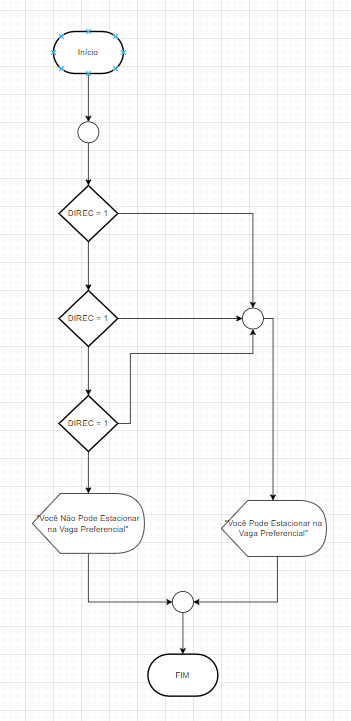 Início
DIREC = 1
DIREC = 1
DIREC = 1
"Você Não Pode Estacionar
na Vaga Preferencial"
"Você Pode Estacionar na
Vaga Preferencial"
FIM